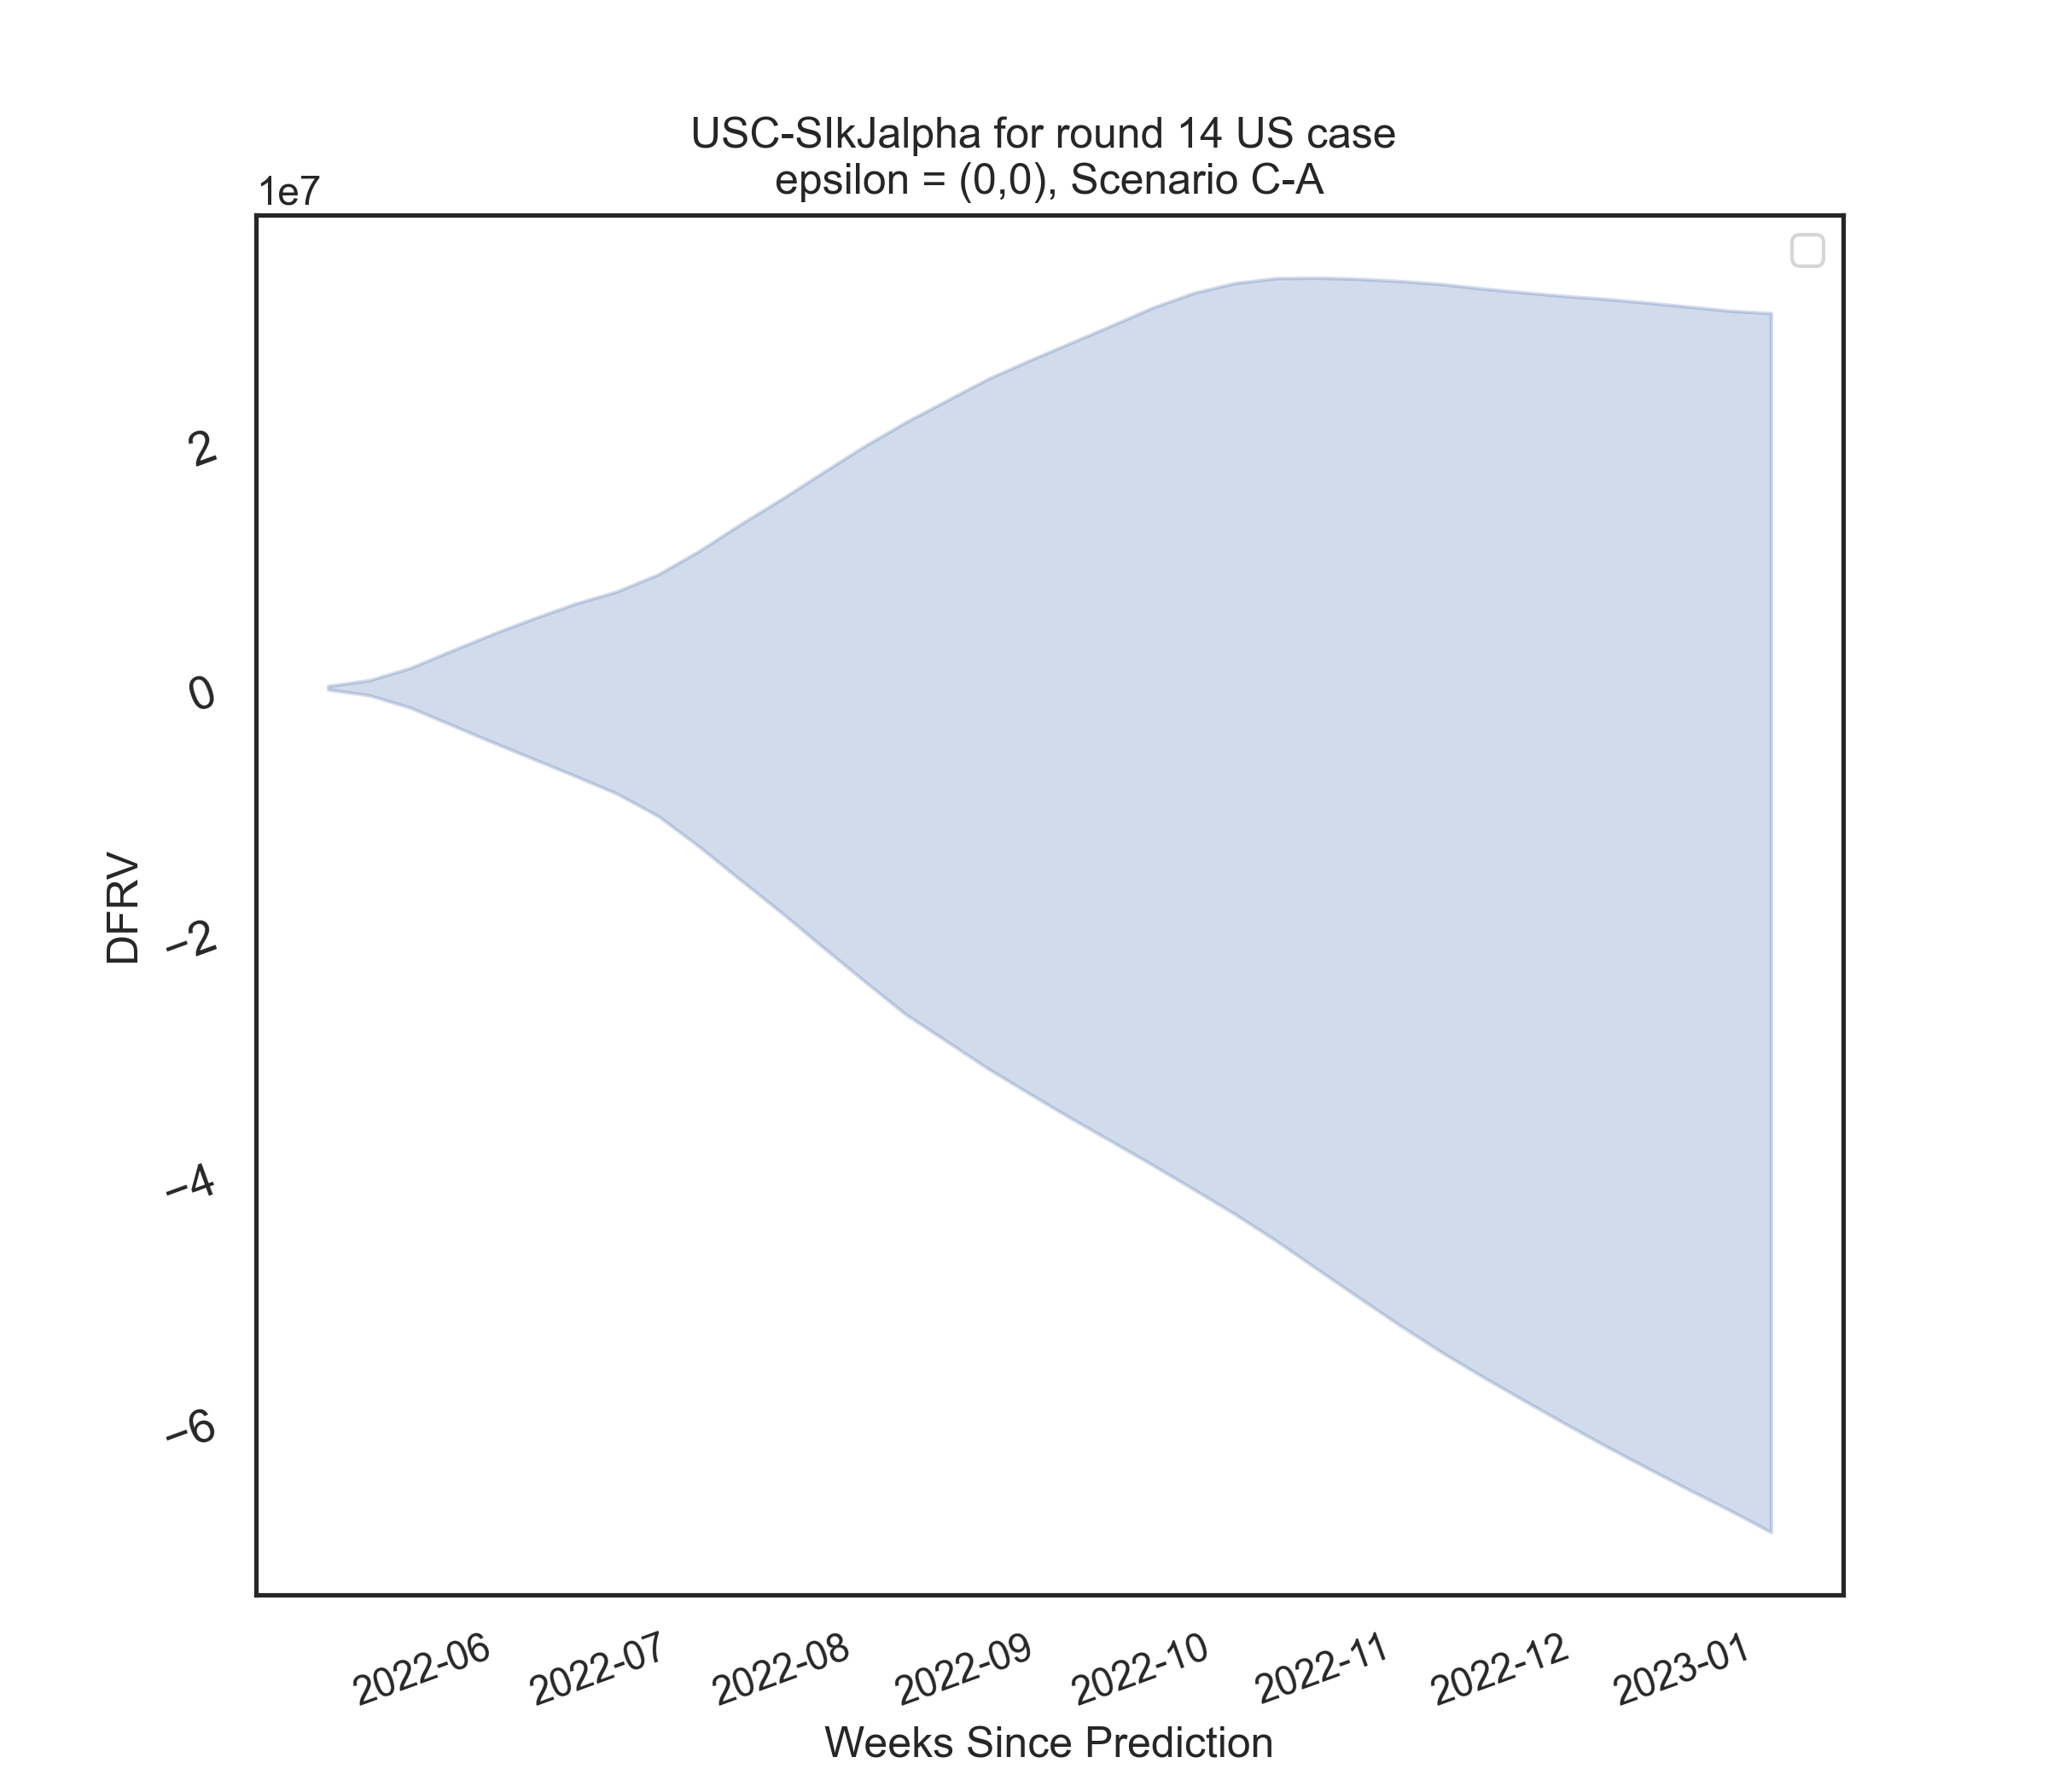 USC-SIkJalpha for round 14 US case
epsilon = (0,0), Scenario C-A
1e7
2
0
−2
−4
−6
DFRV
2022-06
2022-07
2022-08
2022-09
2022-10
2022-11
2022-12
2023-01
Weeks Since Prediction